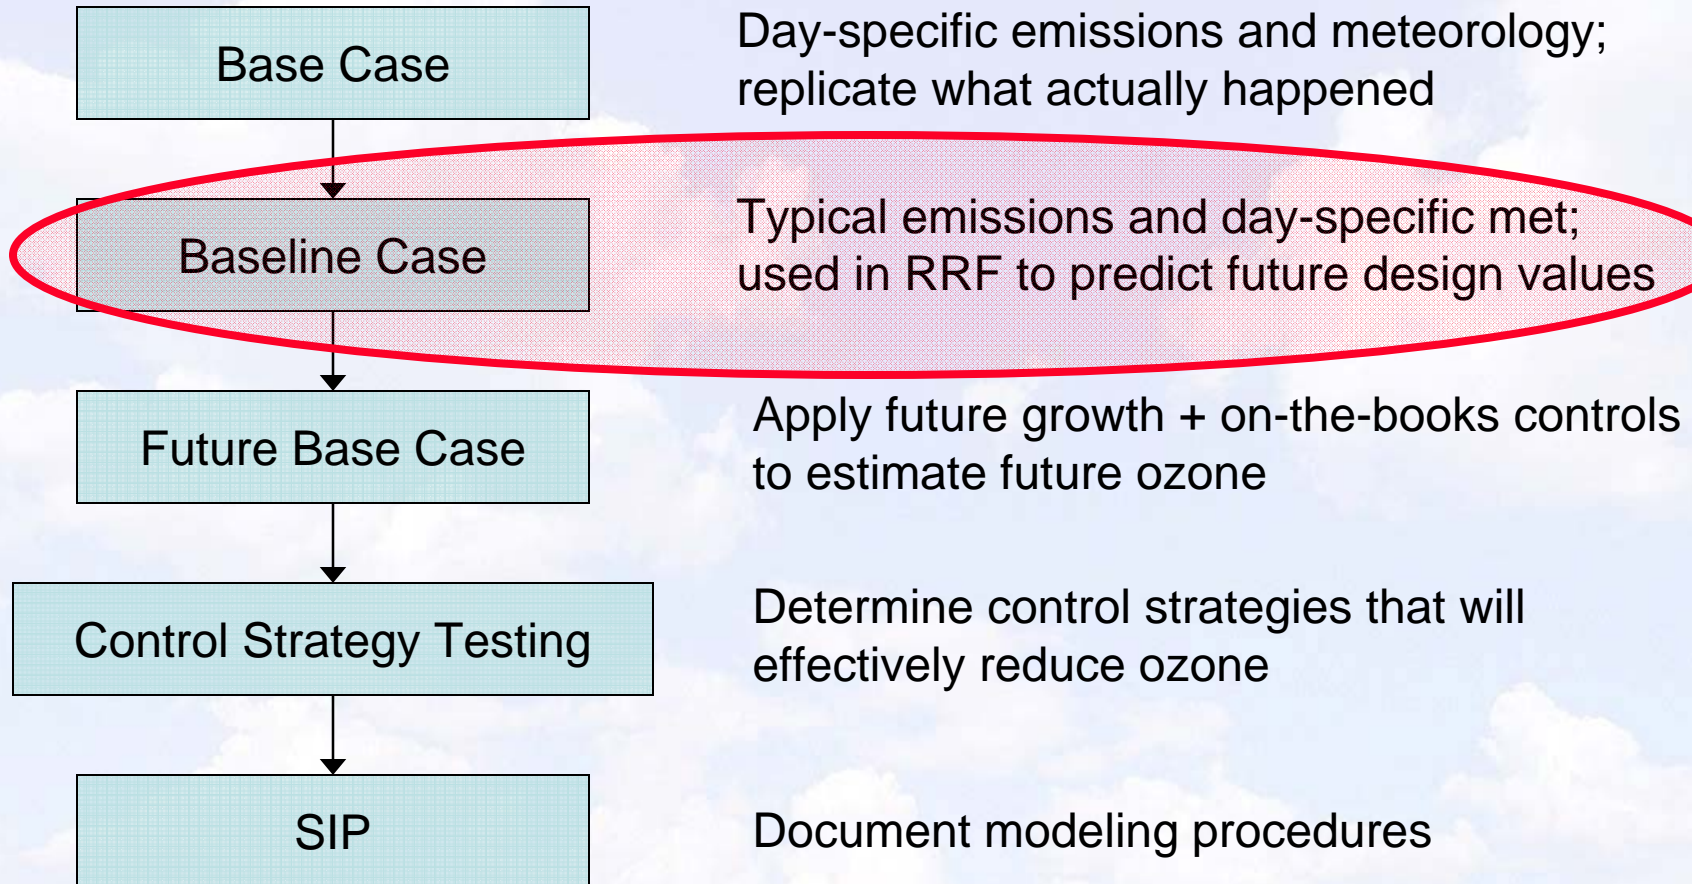 Base Case
Day-specific emissions and meteorology;
replicate what actually happened
Baseline Case
Typical emissions and day-specific met;
used in RRF to predict future design values
Future Base Case
Apply future growth + on-the-books controls
to estimate future ozone
Control Strategy Testing
Determine control strategies that will
effectively reduce ozone
SIP
Document modeling procedures